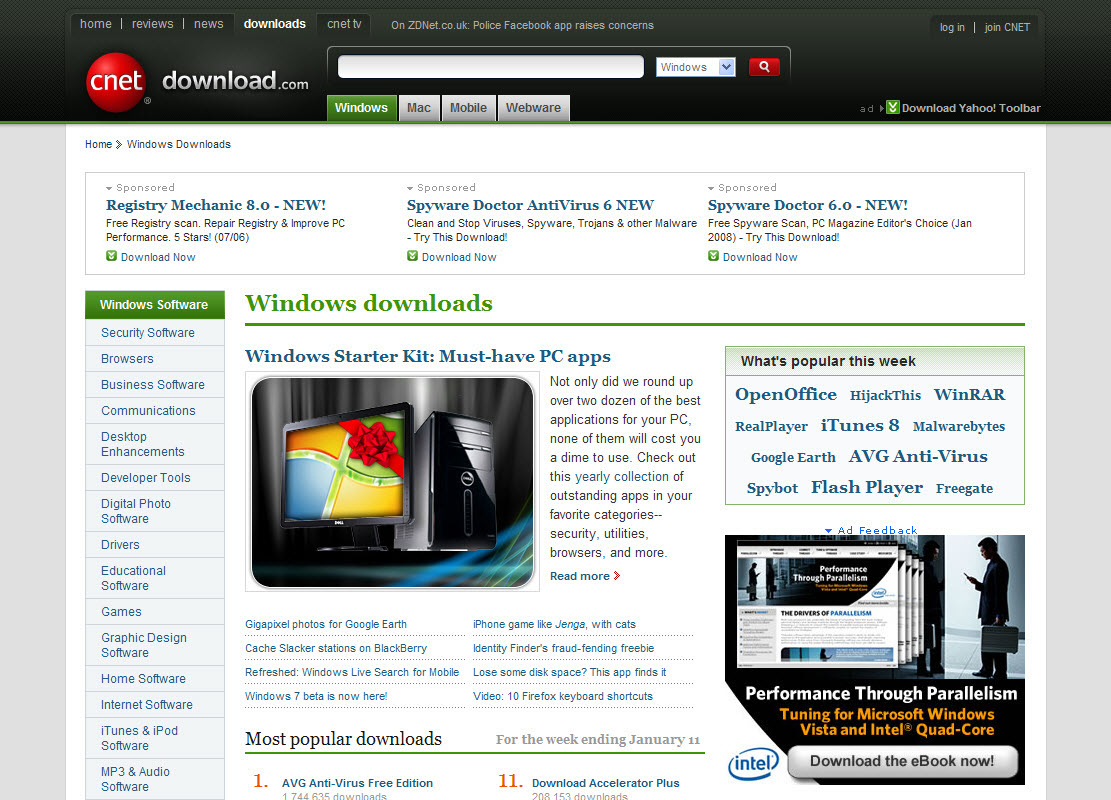 home | reviews | news downloads cnet tv On ZDNet.co.uk: Police Facebook app raises concerns log in | join CNET
cnet download.com
Windows
Windows Mac Mobile Webware
ad Download Yahoo! Toolbar
Home > Windows Downloads
Sponsored
Registry Mechanic 8.0 - NEW!
Free Registry scan. Repair Registry & Improve PC
Performance. 5 Stars! (07/06)
Download Now
Sponsored
Spyware Doctor AntiVirus 6 NEW
Clean and Stop Viruses, Spyware, Trojans & other Malware
- Try This Download!
Download Now
Sponsored
Spyware Doctor 6.0 - NEW!
Free Spyware Scan, PC Magazine Editor's Choice (Jan
2008) - Try This Download!
Download Now
Windows Software
Security Software
Browsers
Business Software
Communications
Desktop
Enhancements
Developer Tools
Digital Photo
Software
Drivers
Educational
Software
Games
Graphic Design
Software
Home Software
Internet Software
iTunes & iPod
Software
MP3 & Audio
Software
Windows downloads
Windows Starter Kit: Must-have PC apps
DELL
Not only did we round up
over two dozen of the best
applications for your PC,
none of them will cost you
a dime to use. Check out
this yearly collection of
outstanding apps in your
favorite categories--
security, utilities,
browsers, and more.
Read more >
Gigapixel photos for Google Earth
Cache Slacker stations on BlackBerry
Refreshed: Windows Live Search for Mobile
Windows 7 beta is now here!
iPhone game like Jenga, with cats
Identity Finder's fraud-fending freebie
Lose some disk space? This app finds it
Video: 10 Firefox keyboard shortcuts
Most popular downloads For the week ending January 11
1. AVG Anti-Virus Free Edition
1,744,635 downloads
11. Download Accelerator Plus
208,153 downloads
What's popular this week
OpenOffice HijackThis WinRAR
RealPlayer iTunes 8 Malwarebytes
Google Earth AVG Anti-Virus
Spybot Flash Player Freegate
Ad Feedback
Performance
Through Parallelism
Tuning for Microsoft Windows
Vista and Intel® Quad-Core
intel
THE DRIVERS OF PARALLELISM
Performance Through Parallelism
Tuning for Microsoft Windows
Vista and Intel® Quad-Core
intel
Download the eBook now!